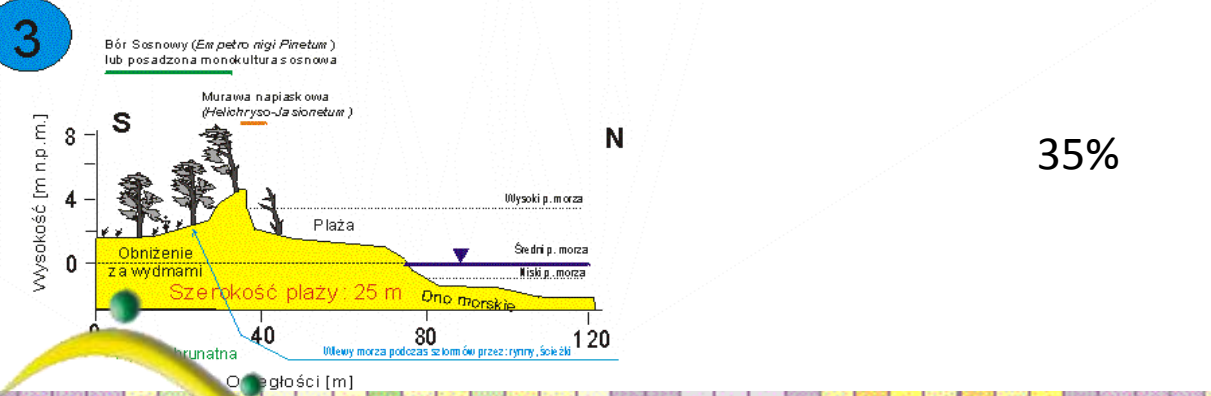 3
Bór Sosnowy (Empetro nigi Pinetum)
lub posadzona monokultura sosnowa
Murawa napiaskowa
(Helichryso-Jasionetum)
S
N
35%
Wysokość [m n.p.m.]
8
4
0
Wysoki p. morza
Plaża
Średni p. morza
Niski p. morza
Obniżenie
za wydmami
Szerokość plaży: 25 m
Dno morskie
0
40
80
120
Wlewy morza podczas sztormów przez: rynny, ścieżki
[m]